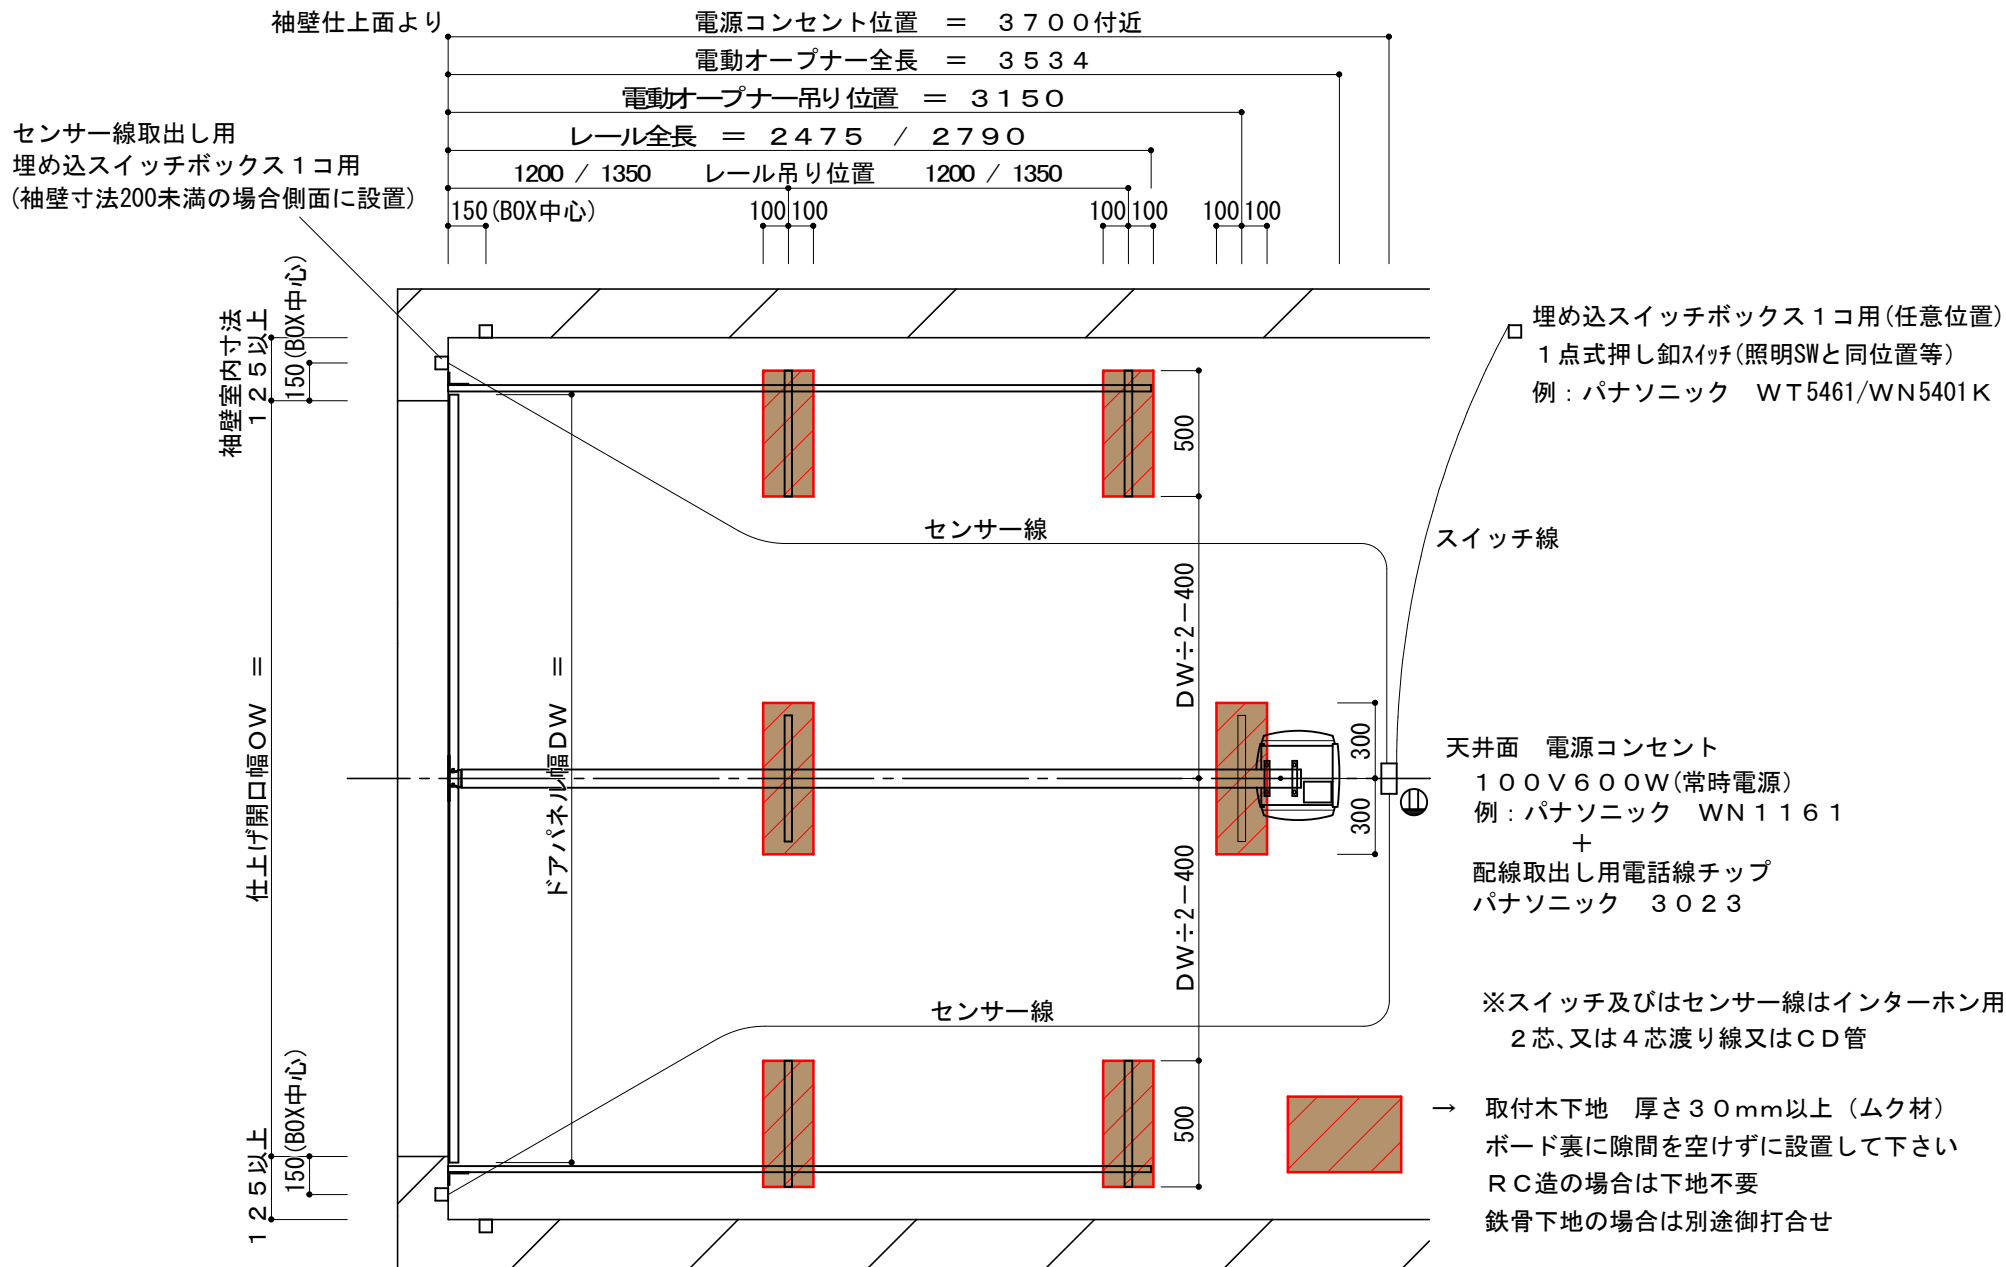 袖壁仕上面より
電源コンセント位置　＝　３７００付近
電動オープナー全長　＝　３５３４
電動オープナー吊り位置　＝　３１５０
レール全長　＝　２４７５　/　２７９０
1200 / 1350　レール吊り位置　1200 / 1350
150(BOX中心)　100 100　100 100　100 100
センサー線取出し用
埋め込スイッチボックス１コ用
(袖壁寸法200未満の場合側面に設置)
袖壁室内寸法
１２５以上
150(BOX中心)
埋め込スイッチボックス１コ用(任意位置)
１点式押し釦ｽｲｯﾁ(照明SWと同位置等)
例：パナソニック　ＷＴ5461/ＷＮ5401Ｋ
500
センサー線
スイッチ線
ＤＷ÷２－400
仕上げ開口幅ＯＷ　＝
ドアパネル幅ＤＷ　＝
300
300
天井面　電源コンセント
１００Ｖ６００Ｗ(常時電源)
例：パナソニック　ＷＮ１１６１
＋
配線取出し用電話線チップ
パナソニック　３０２３
ＤＷ÷２－400
センサー線
※スイッチ及びはセンサー線はインターホン用
２芯、又は４芯渡り線又はＣＤ管
150(BOX中心)
１２５以上
500
→　取付木下地　厚さ３０ｍｍ以上（ムク材）
ボード裏に隙間を空けずに設置して下さい
ＲＣ造の場合は下地不要
鉄骨下地の場合は別途御打合せ